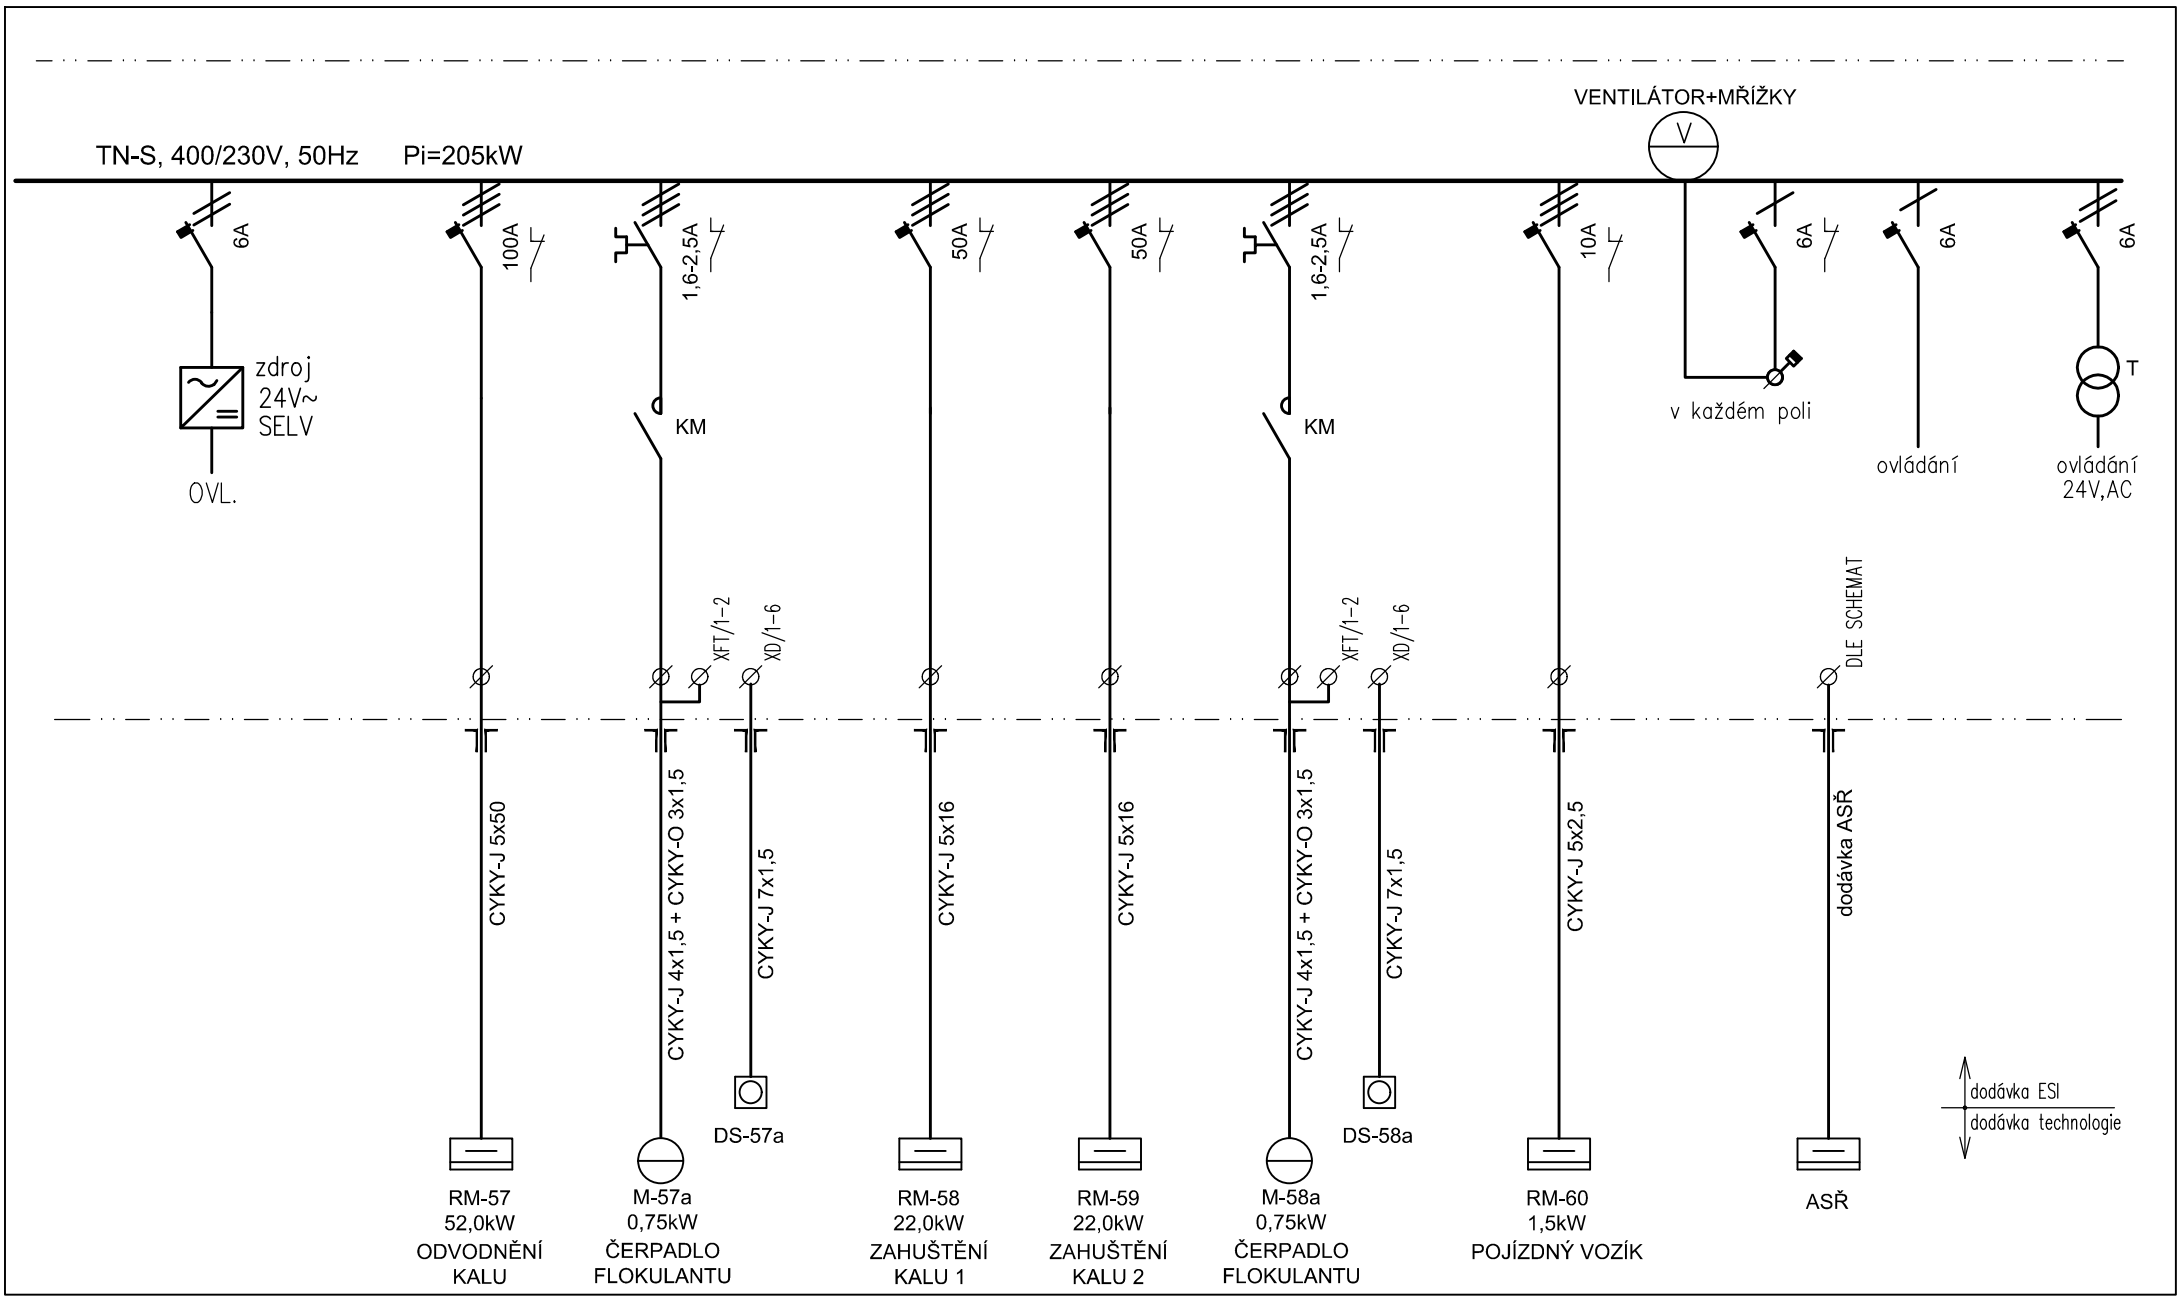 VENTILÁTOR+MŘÍŽKY
V
TN-S, 400/230V, 50Hz Pi=205kW
6A
100A
1,6-2,5A
50A
50A
1,6-2,5A
10A
6A
6A
6A
zdroj
24V~
SELV
OVL.
KM
KM
v každém poli
ovládání
T
ovládání
24V,AC
XFT/1-2
XD/1-6
XFT/1-2
XD/1-6
DLE SCHEMAT
CYKY-J 5x50
CYKY-J 4x1,5 + CYKY-O 3x1,5
CYKY-J 7x1,5
CYKY-J 5x16
CYKY-J 5x16
CYKY-J 4x1,5 + CYKY-O 3x1,5
CYKY-J 7x1,5
CYKY-J 5x2,5
dodávka ASŘ
dodávka ESI
dodávka technologie
DS-57a
DS-58a
RM-57
52,0kW
ODVODNĚNÍ
KALU
M-57a
0,75kW
ČERPADLO
FLOKULANTU
RM-58
22,0kW
ZAHUŠTĚNÍ
KALU 1
RM-59
22,0kW
ZAHUŠTĚNÍ
KALU 2
M-58a
0,75kW
ČERPADLO
FLOKULANTU
RM-60
1,5kW
POJÍZDNÝ VOZÍK
ASŘ